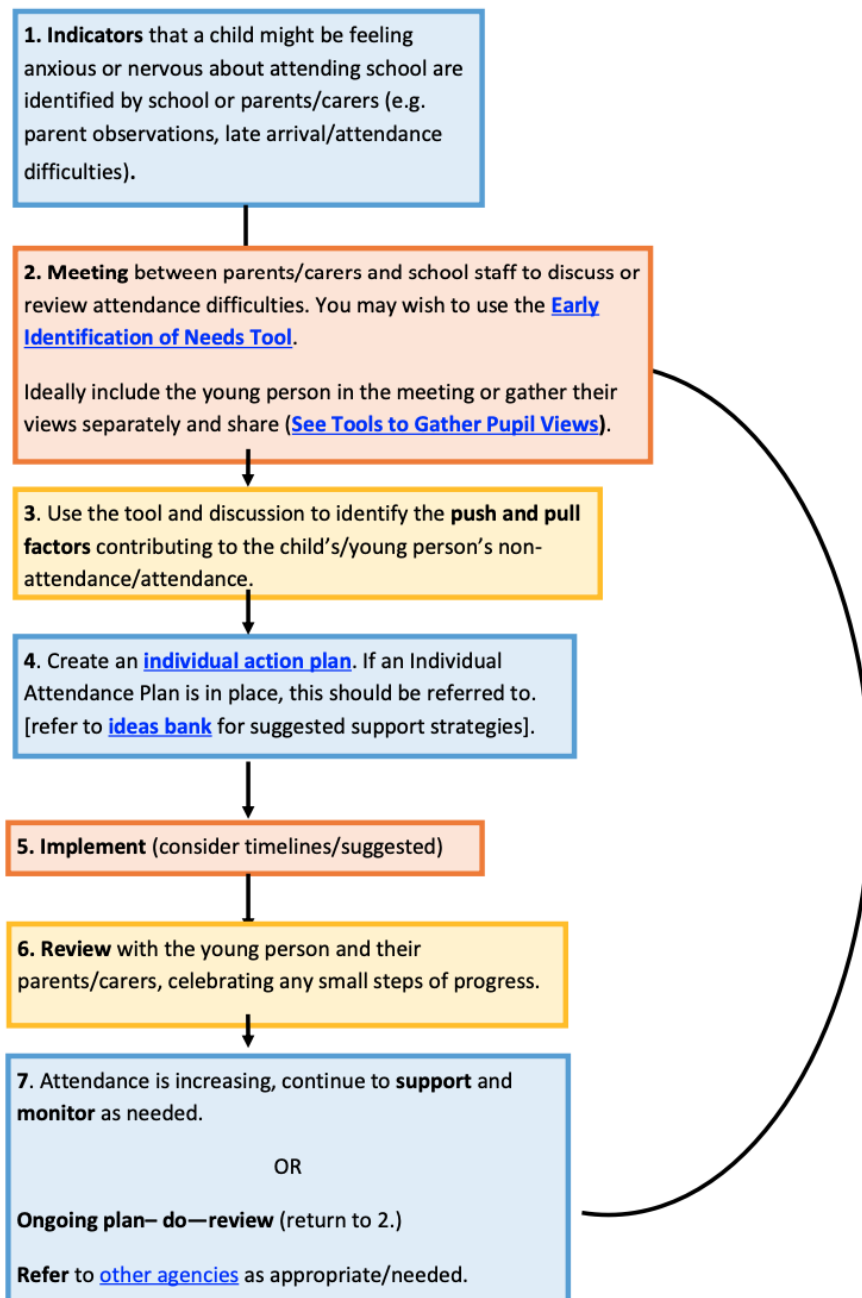 1. Indicators that a child might be feeling
anxious or nervous about attending school are
identified by school or parents/carers (e.g.
parent observations, late arrival/attendance
difficulties).
2. Meeting between parents/carers and school staff to discuss or
review attendance difficulties. You may wish to use the Early
Identification of Needs Tool.
Ideally include the young person in the meeting or gather their
views separately and share (See Tools to Gather Pupil Views).
3. Use the tool and discussion to identify the push and pull
factors contributing to the child’s/young person’s non-
attendance/attendance.
4. Create an individual action plan. If an Individual
Attendance Plan is in place, this should be referred to.
[refer to ideas bank for suggested support strategies].
5. Implement (consider timelines/suggested)
6. Review with the young person and their
parents/carers, celebrating any small steps of progress.
7. Attendance is increasing, continue to support and
monitor as needed.
OR
Ongoing plan– do—review (return to 2.)
Refer to other agencies as appropriate/needed.